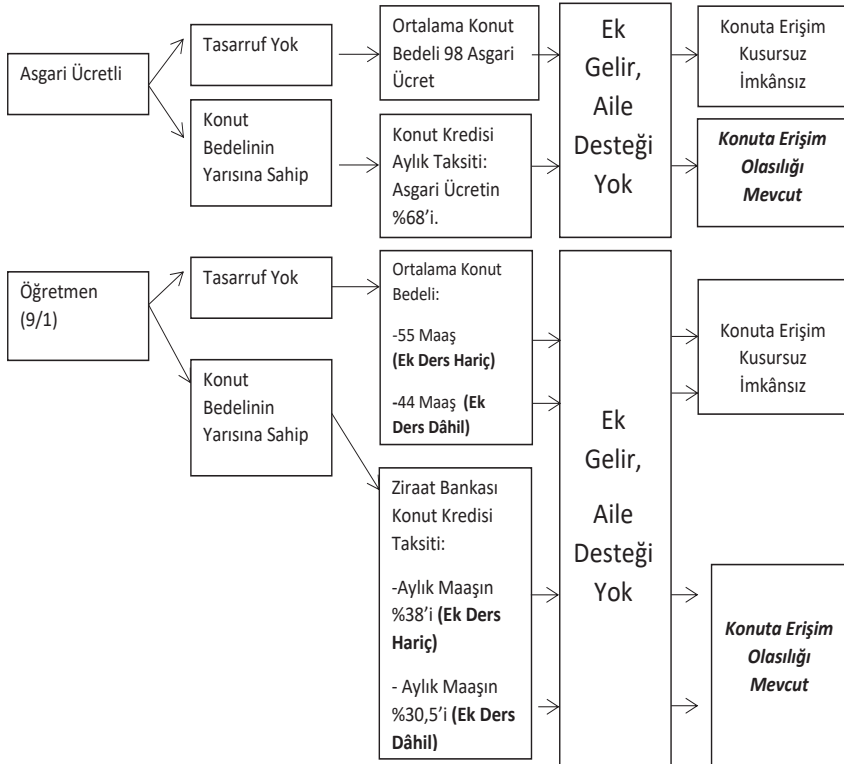 Asgari Ücretli
Tasarruf Yok
Ortalama Konut
Bedeli 98 Asgari
Ücret
Konut
Bedelinin
Yarısına Sahip
Konut Kredisi
Aylık Taksiti:
Asgari Ücretin
%68’i.
Ek
Gelir,
Aile
Desteği
Yok
Konuta Erişim
Kusursuz
İmkânsız
Konuta Erişim
Olasılığı
Mevcut
Öğretmen
(9/1)
Tasarruf Yok
Ortalama Konut
Bedeli:
-55 Maaş
(Ek Ders Hariç)
-44 Maaş (Ek
Ders Dâhil)
Konut
Bedelinin
Yarısına Sahip
Ziraat Bankası
Konut Kredisi
Taksiti:
-Aylık Maaşın
%38’i (Ek Ders
Hariç)
- Aylık Maaşın
%30,5’i (Ek Ders
Dâhil)
Ek
Gelir,
Aile
Desteği
Yok
Konuta Erişim
Kusursuz
İmkânsız
Konuta Erişim
Olasılığı
Mevcut